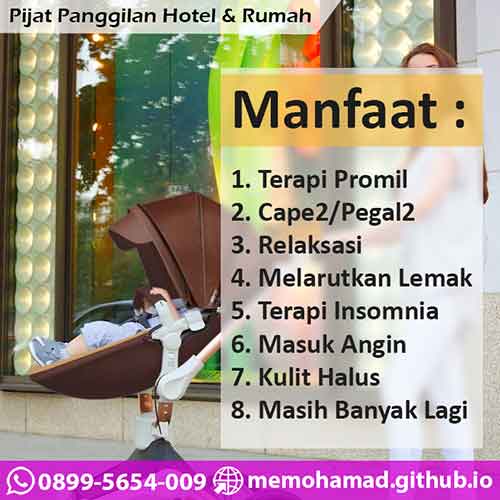 Pijat Panggilan Hotel & Rumah
Manfaat :
1. Terapi Promil
2. Cape2/Pegal2
3. Relaksasi
4. Melarutkan Lemak
5. Terapi Insomnia
6. Masuk Angin
7. Kulit Halus
8. Masih Banyak Lagi
0899-5654-009 memohamad.github.io